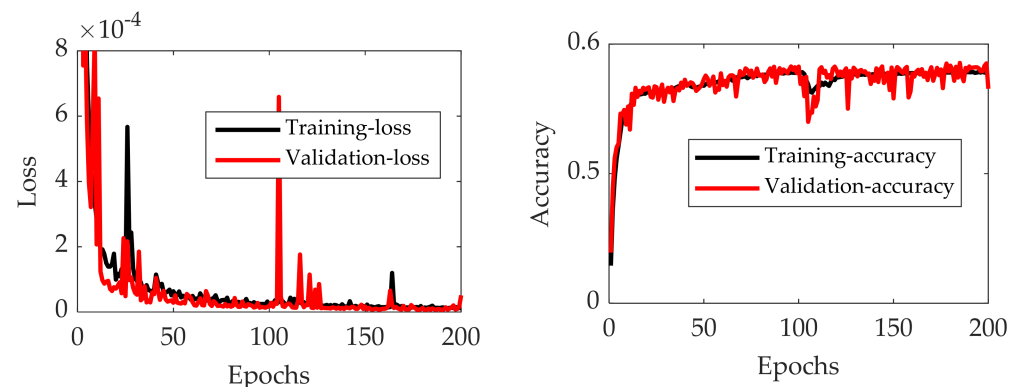 ×10⁻⁴
8
6
4
2
0
0 50 100 150 200
Loss
Epochs
Training-loss
Validation-loss
0.6
0.5
0
0 50 100 150 200
Accuracy
Epochs
Training-accuracy
Validation-accuracy